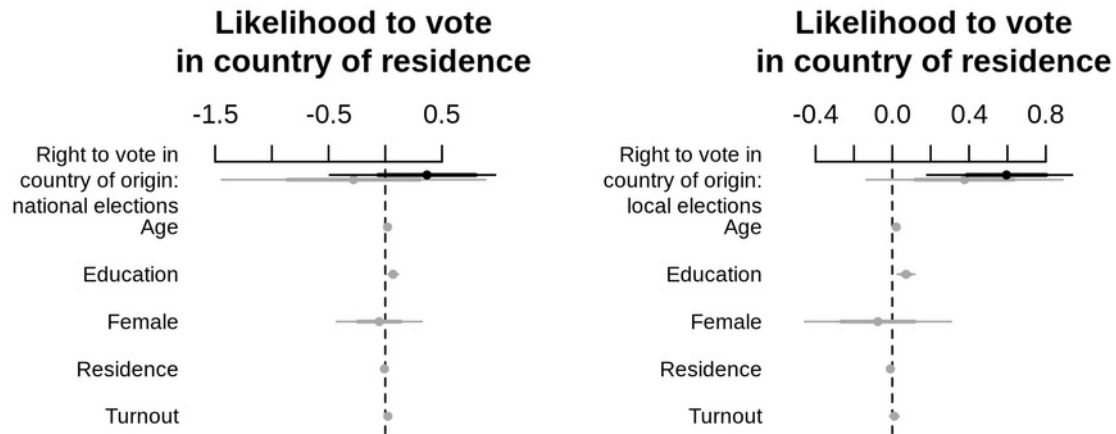 Likelihood to vote
in country of residence
-1.5 -0.5 0.5
Right to vote in
country of origin:
national elections
Age
Education
Female
Residence
Turnout
Likelihood to vote
in country of residence
-0.4 0.0 0.4 0.8
Right to vote in
country of origin:
local elections
Age
Education
Female
Residence
Turnout